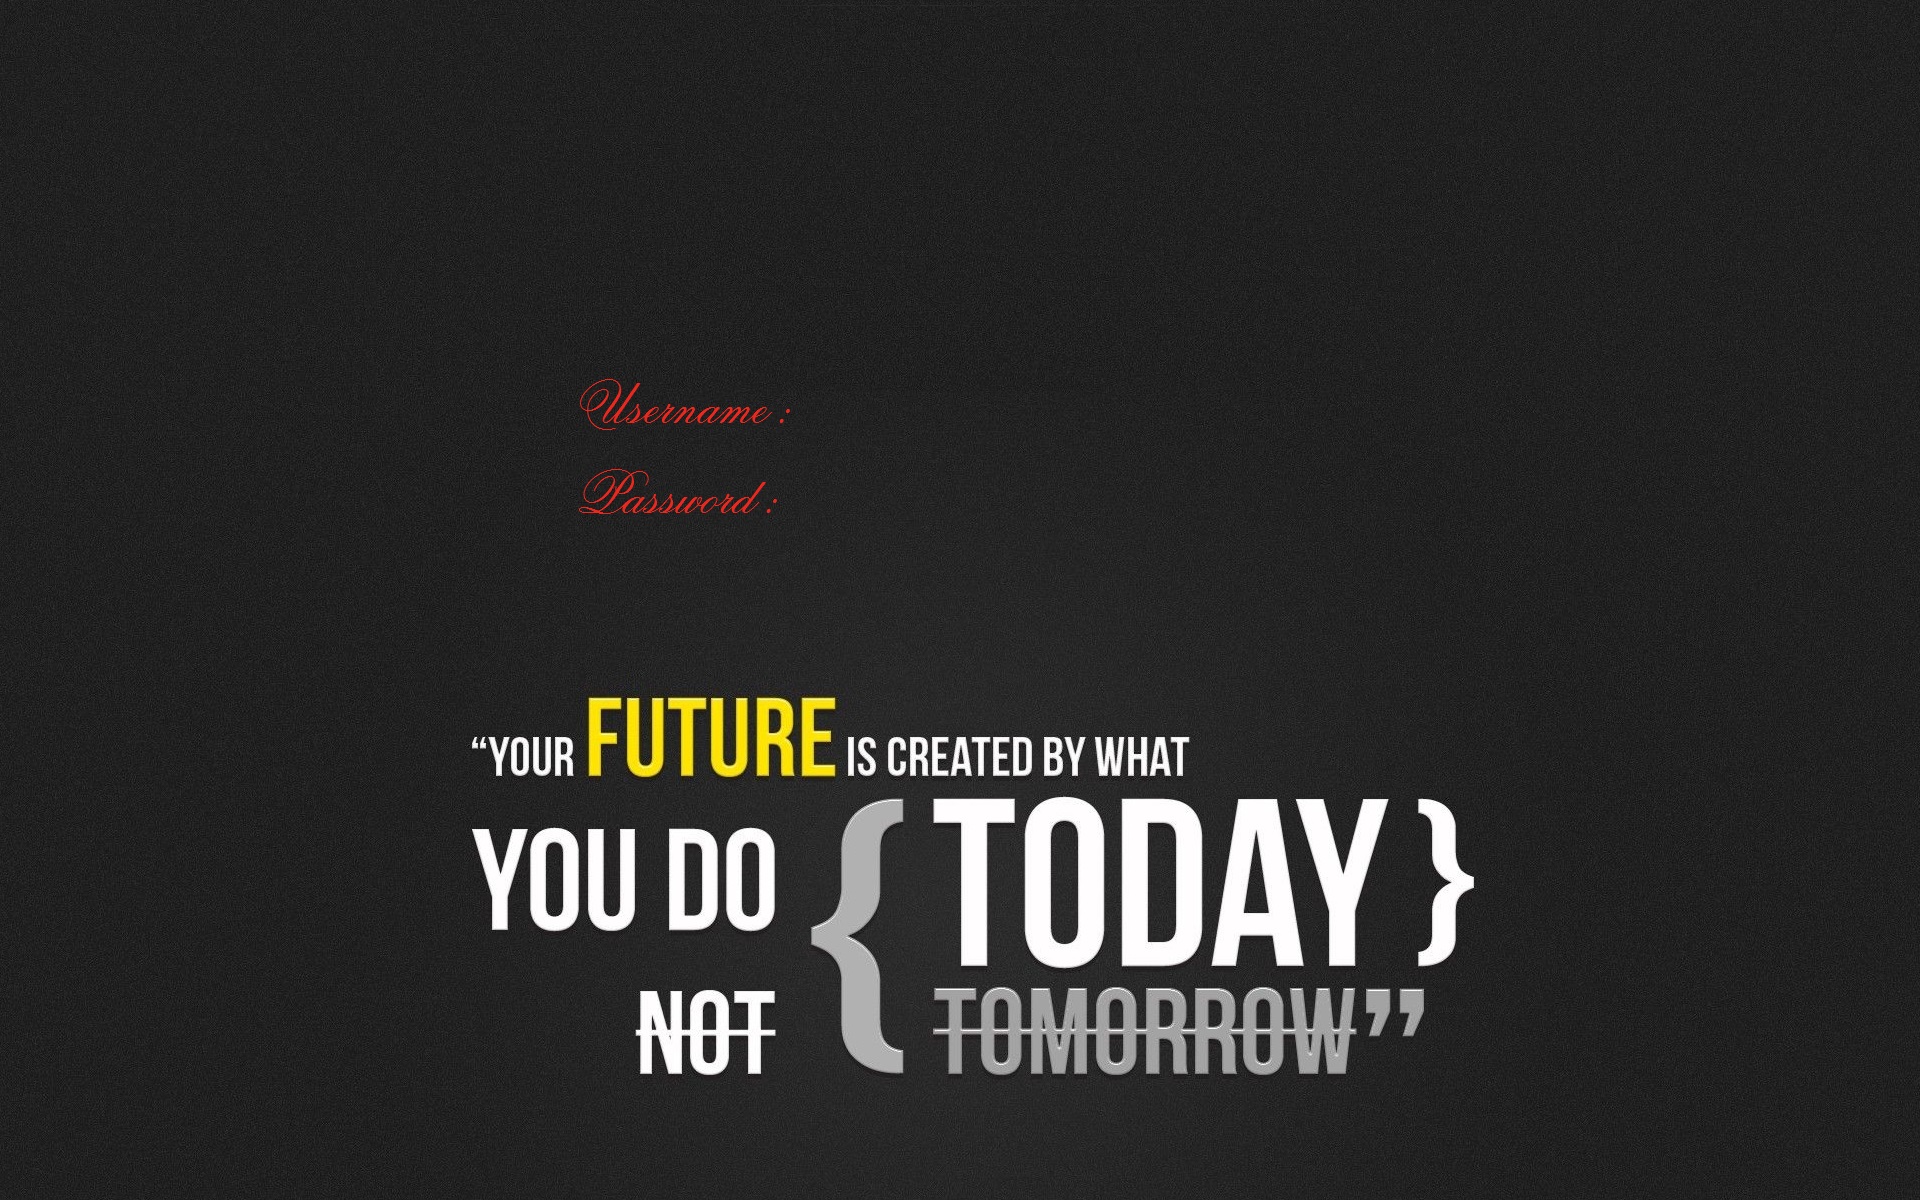 Username :
Password :
“YOUR FUTURE IS CREATED BY WHAT
YOU DO { TODAY }
NOT TOMORROW”